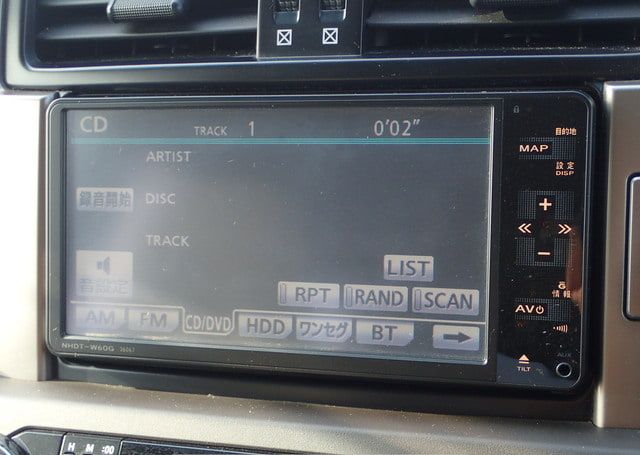 CD TRACK 1 0'02"
ARTIST
録音開始 DISC
TRACK
音設定
LIST
RPT RAND SCAN
AM FM CD/DVD HDD ワンセグ BT
NHDT-W60G
目的地
MAP
設定
DISP
+
−
情報
AV
TILT
AUX
H M :00